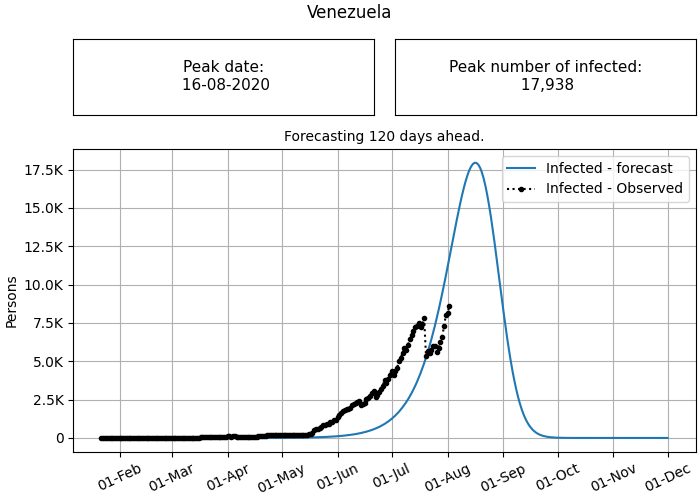 Venezuela
Peak date:
16-08-2020
Peak number of infected:
17,938
Forecasting 120 days ahead.
Infected - forecast
Infected - Observed
Persons
17.5K
15.0K
12.5K
10.0K
7.5K
5.0K
2.5K
0
01-Feb
01-Mar
01-Apr
01-May
01-Jun
01-Jul
01-Aug
01-Sep
01-Oct
01-Nov
01-Dec